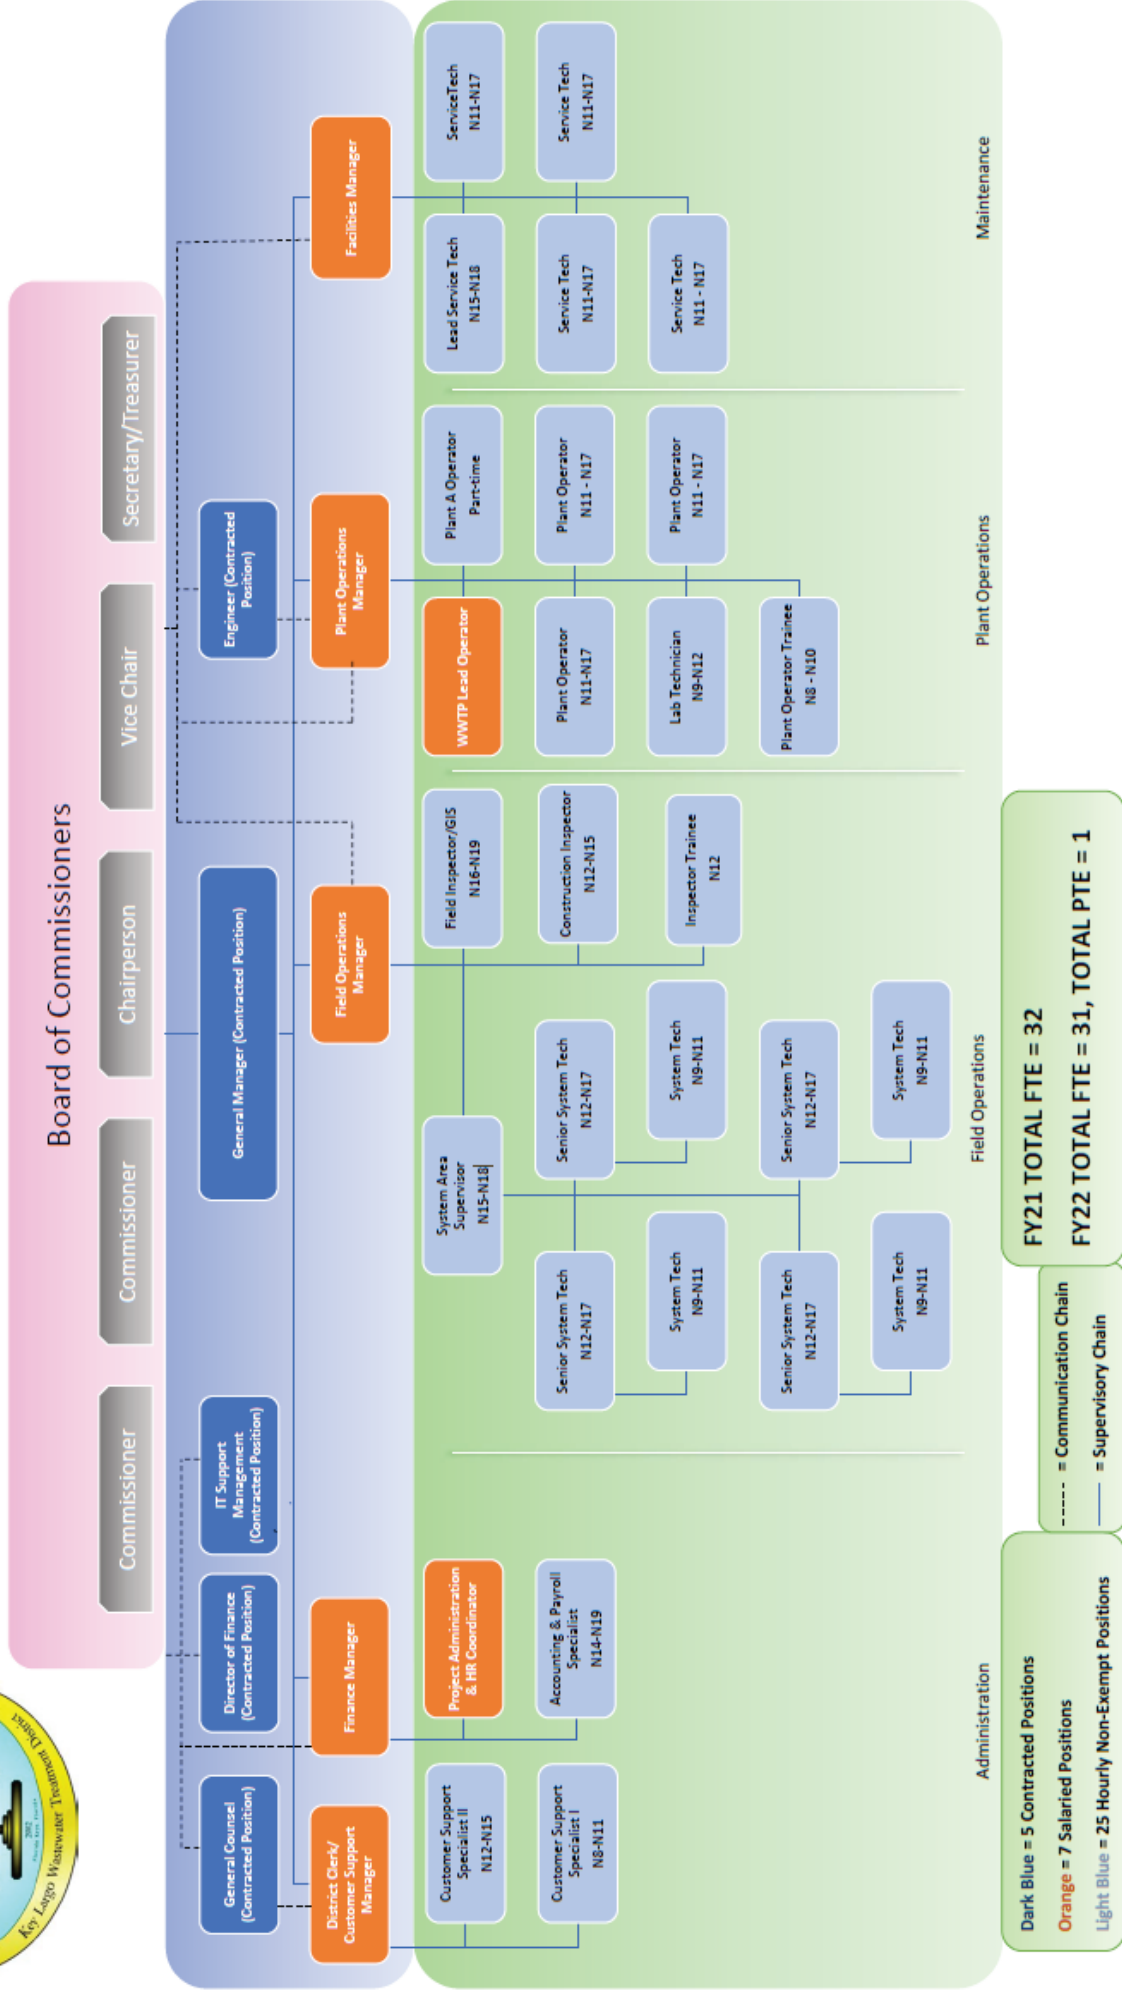 Key Largo Wastewater Treatment District
2002
Board of Commissioners
Commissioner
Commissioner
Chairperson
Vice Chair
Secretary/Treasurer
General Counsel
(Contracted Position)
Director of Finance
(Contracted Position)
IT Support
Management
(Contracted Position)
General Manager (Contracted Position)
Engineer (Contracted
Position)
District Clerk/
Customer Support
Manager
Finance Manager
Field Operations
Manager
Plant Operations
Manager
Facilities Manager
Customer Support
Specialist II
N12-N15
Customer Support
Specialist I
N8-N11
Project Administration
& HR Coordinator
Accounting & Payroll
Specialist
N14-N19
Administration
System Area
Supervisor
N15-N18
Field Inspector/GIS
N16-N19
Senior System Tech
N12-N17
Senior System Tech
N12-N17
Construction Inspector
N12-N15
System Tech
N9-N11
System Tech
N9-N11
Inspector Trainee
N12
Senior System Tech
N12-N17
Senior System Tech
N12-N17
System Tech
N9-N11
System Tech
N9-N11
Field Operations
WWTP Lead Operator
Plant A Operator
Part-time
Plant Operator
N11-N17
Plant Operator
N11 - N17
Lab Technician
N9-N12
Plant Operator
N11 - N17
Plant Operator Trainee
N8 - N10
Plant Operations
Lead Service Tech
N15-N18
ServiceTech
N11-N17
Service Tech
N11-N17
Service Tech
N11-N17
Service Tech
N11 - N17
Maintenance
Dark Blue = 5 Contracted Positions
Orange = 7 Salaried Positions
Light Blue = 25 Hourly Non-Exempt Positions
= Communication Chain
= Supervisory Chain
FY21 TOTAL FTE = 32
FY22 TOTAL FTE = 31, TOTAL PTE = 1